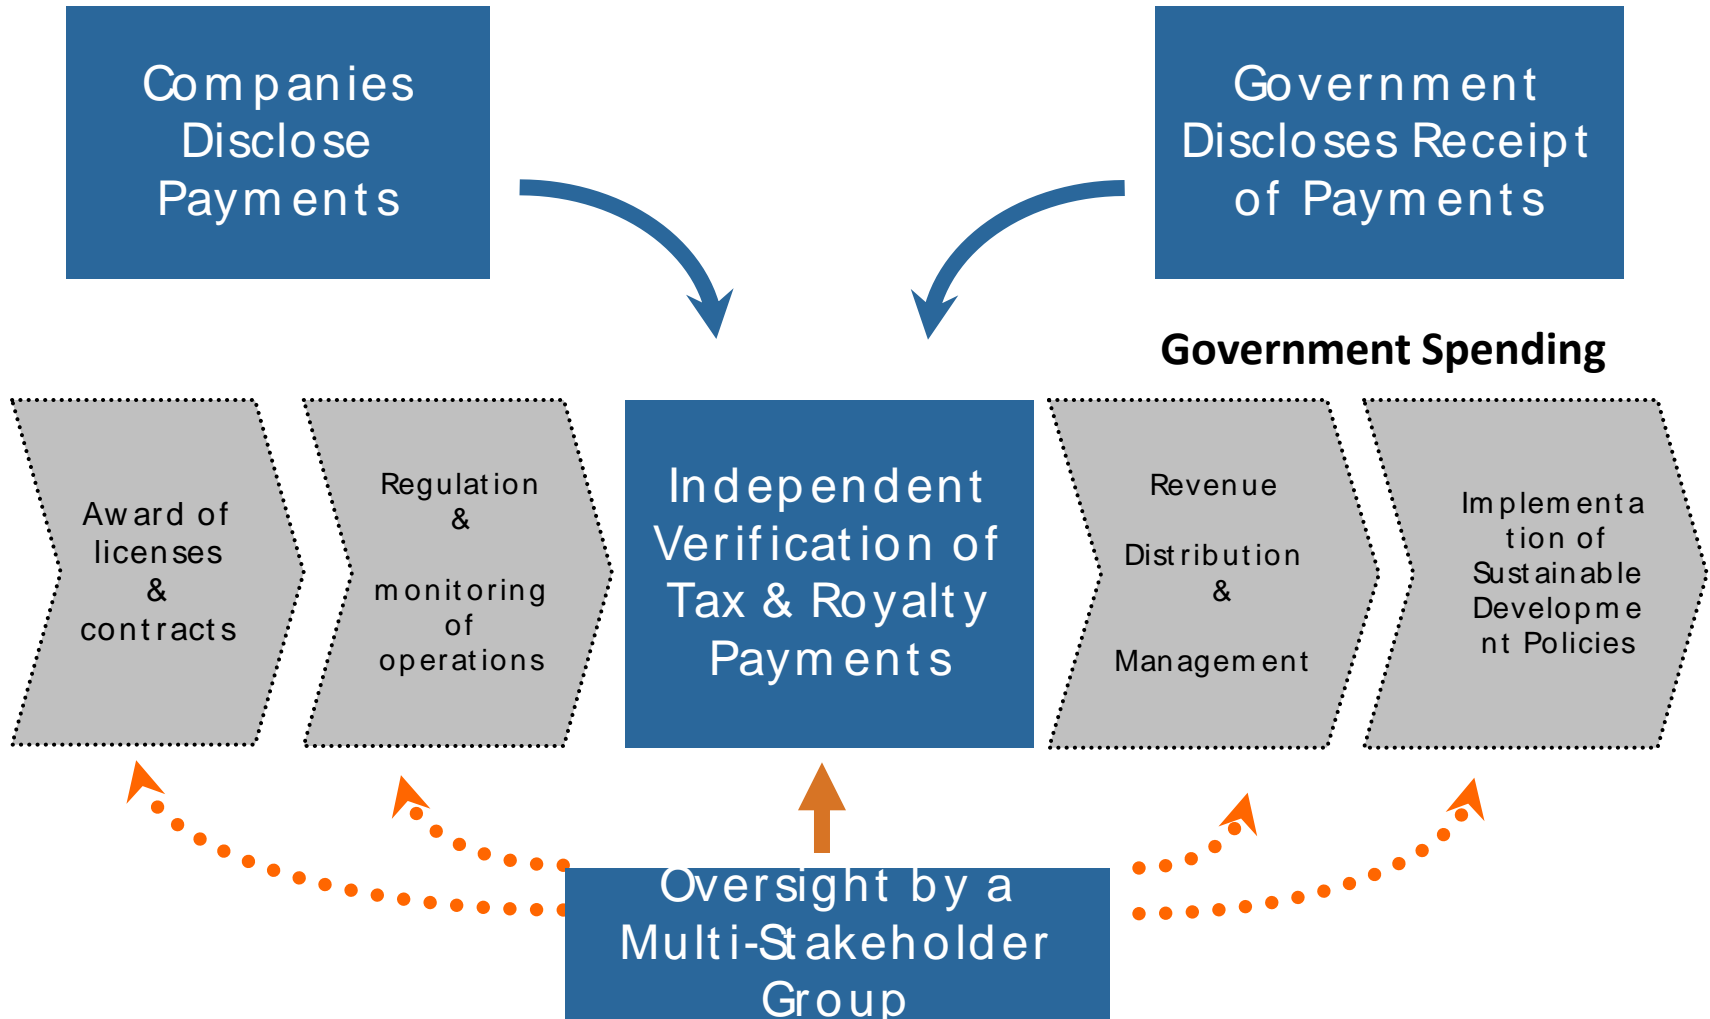 Companies
Disclose
Payments
Government
Discloses Receipt
of Payments
Government Spending
Award of
licenses
&
contracts
Regulation
&
monitoring
of
operations
Independent
Verification of
Tax & Royalty
Payments
Revenue
Distribution
&
Management
Implementa
tion of
Sustainable
Developme
nt Policies
Oversight by a
Multi-Stakeholder
Group